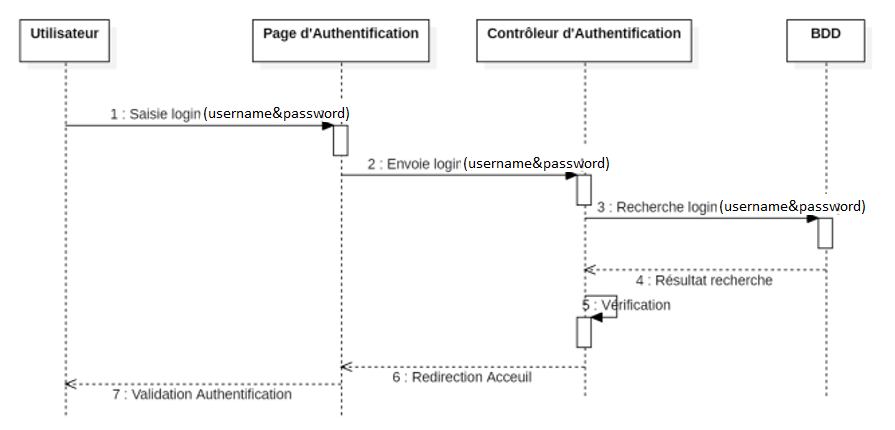 Utilisateur
Page d'Authentification
Contrôleur d'Authentification
BDD
1 : Saisie login (username&password)
2 : Envoie login (username&password)
3 : Recherche login (username&password)
4 : Résultat recherche
5 : Vérification
6 : Redirection Acceuil
7 : Validation Authentification